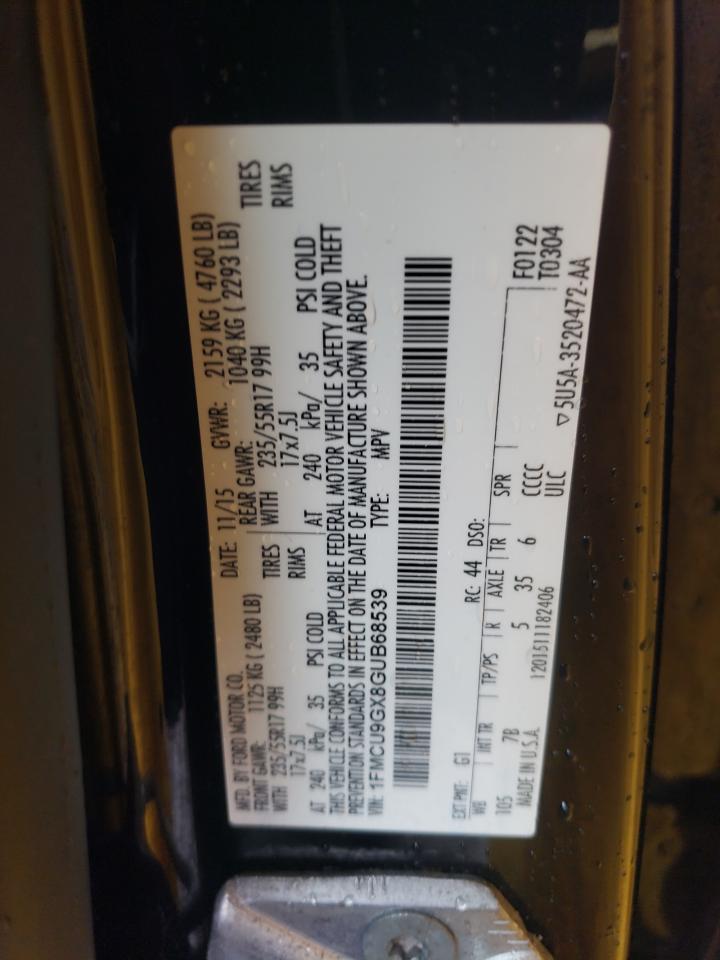 MFD. BY FORD MOTOR CO.
DATE: 11/15 GVWR: 2159 KG ( 4760 LB)
FRONT GAWR: 1125 KG ( 2480 LB) REAR GAWR: 1040 KG ( 2293 LB)
WITH 235/55R17 99H TIRES WITH 235/55R17 99H TIRES
17x7.5J RIMS 17x7.5J RIMS
AT 240 kPa/ 35 PSI COLD AT 240 kPa/ 35 PSI COLD
THIS VEHICLE CONFORMS TO ALL APPLICABLE FEDERAL MOTOR VEHICLE SAFETY AND THEFT
PREVENTION STANDARDS IN EFFECT ON THE DATE OF MANUFACTURE SHOWN ABOVE.
VIN: 1FMCU9GX8GUB68539 TYPE: MPV
EXT PNT: G1 RC: 44 DSO:
WB INT TR TP/PS R AXLE TR SPR F0122
105 7B 5 35 6 CCCC T0304
MADE IN U.S.A. 1201511182406 ULC
▽ 5U5A-3520472-AA